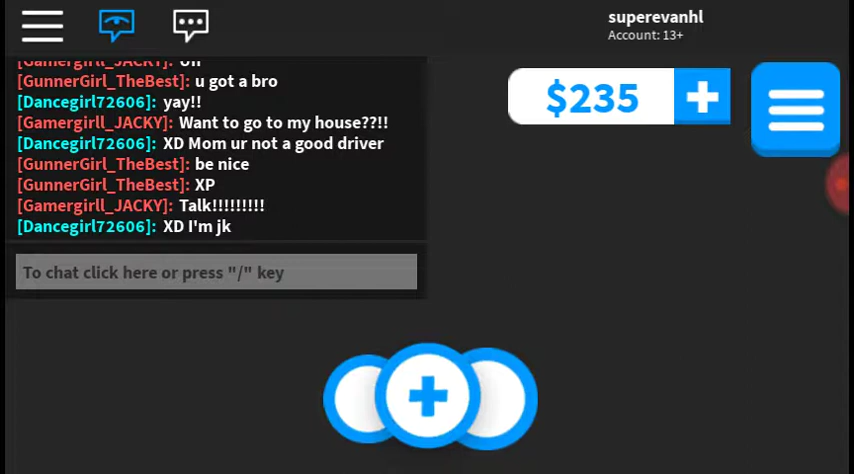 superevanhl
Account: 13+
[Gamergirll_JACKY]:
[GunnerGirl_TheBest]: u got a bro
[Dancegirl72606]: yay!!
[Gamergirll_JACKY]: Want to go to my house??!!
[Dancegirl72606]: XD Mom ur not a good driver
[GunnerGirl_TheBest]: be nice
[GunnerGirl_TheBest]: XP
[Gamergirll_JACKY]: Talk!!!!!!!!!
[Dancegirl72606]: XD I'm jk
To chat click here or press "/" key
$235